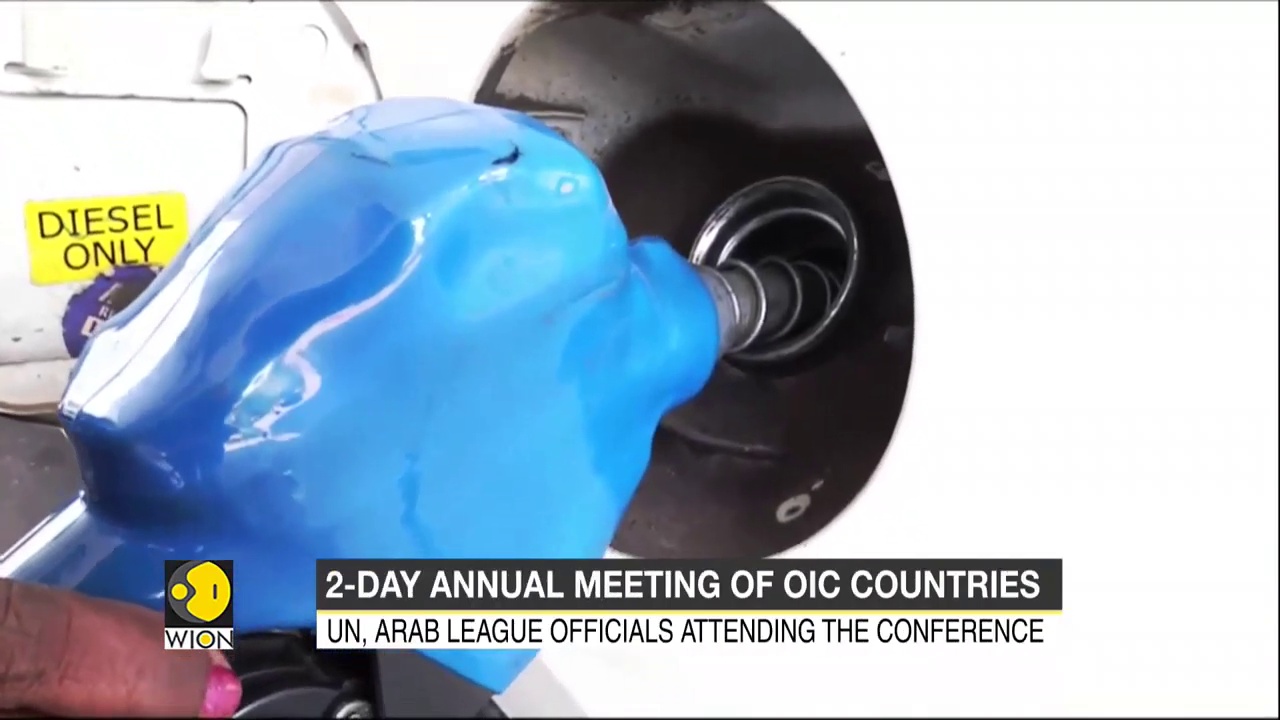 DIESEL
ONLY
2-DAY ANNUAL MEETING OF OIC COUNTRIES
UN, ARAB LEAGUE OFFICIALS ATTENDING THE CONFERENCE
WION